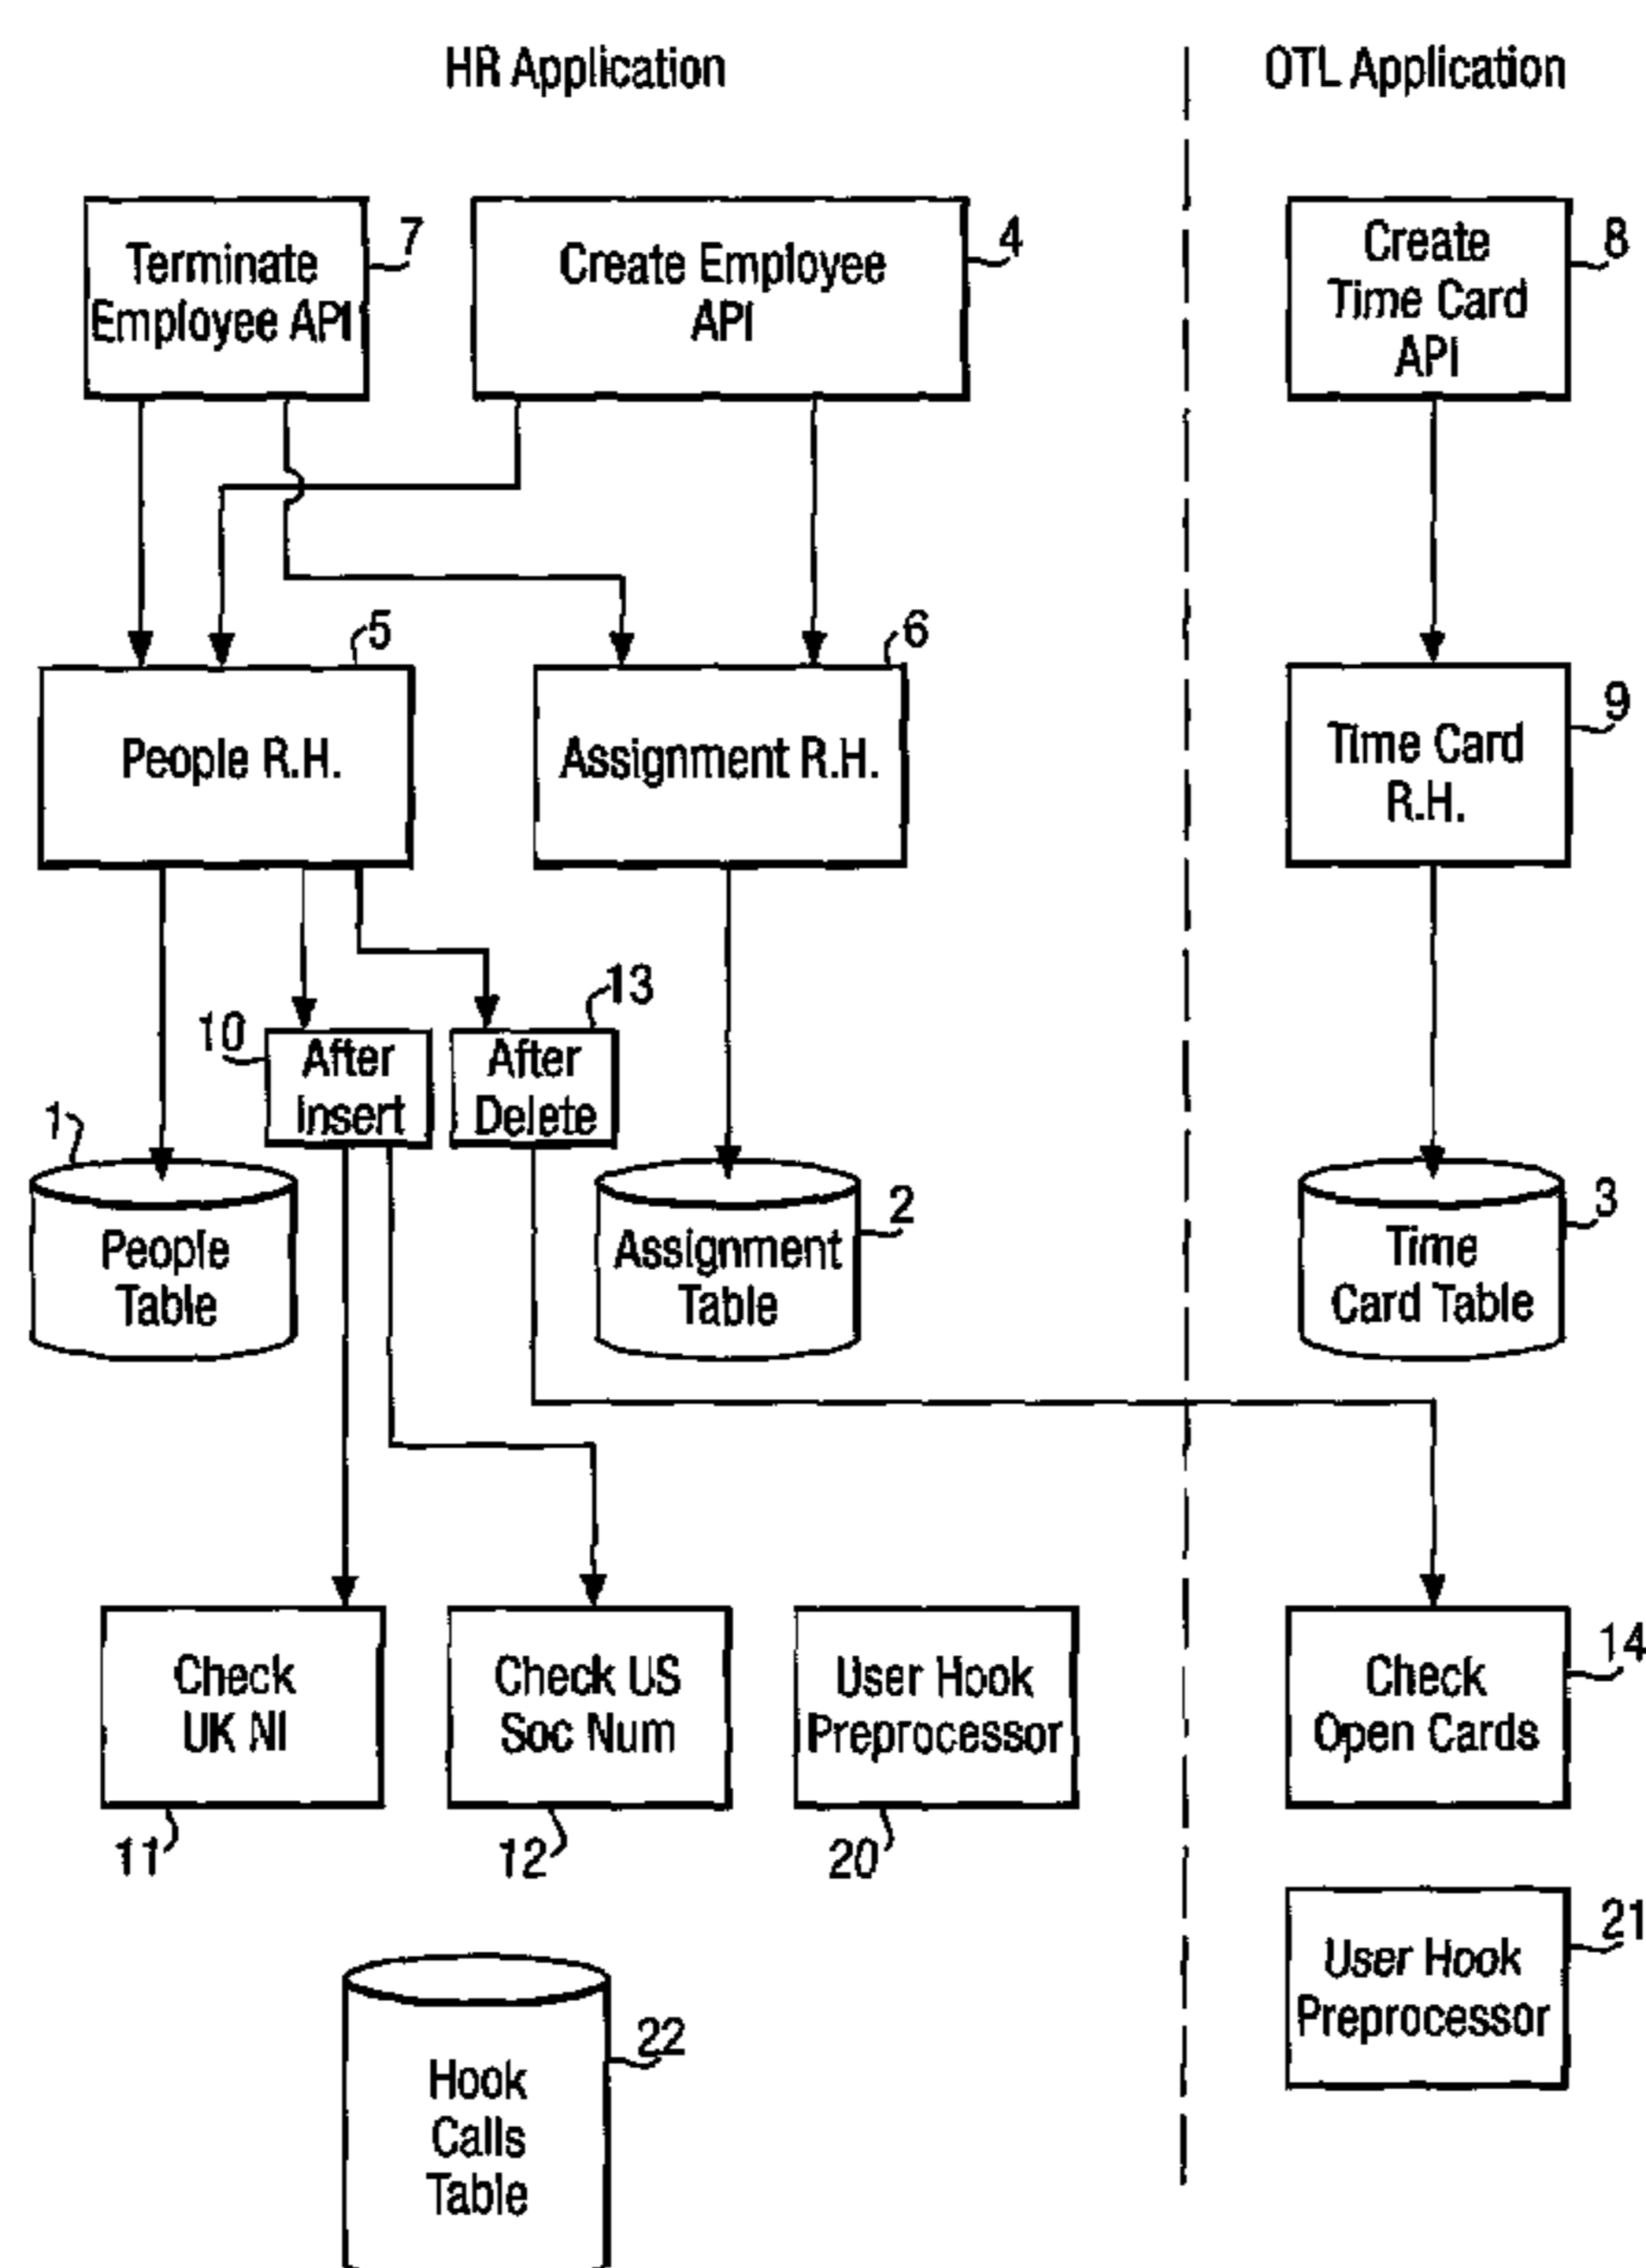 HR Application
OTL Application
Terminate
Employee API
7
Create Employee
API
4
Create
Time Card
API
8
5
People R.H.
6
Assignment R.H.
Time Card
R.H.
9
10
After
Insert
13
After
Delete
1
People
Table
Assignment
Table
2
Time
Card Table
3
Check
UK NI
11
Check US
Soc Num
12
User Hook
Preprocessor
20
Check
Open Cards
14
User Hook
Preprocessor
21
Hook
Calls
Table
22